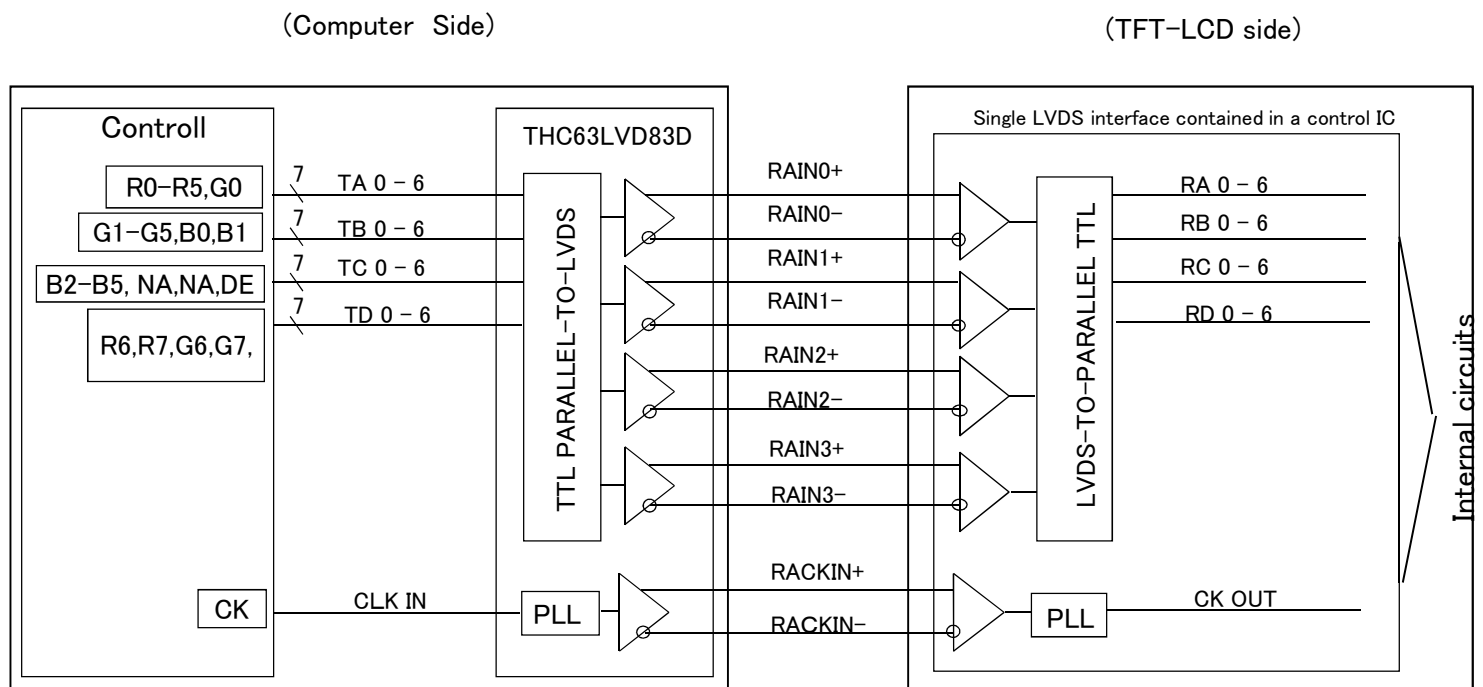 (Computer Side)
(TFT-LCD side)
Controll
THC63LVD83D
Single LVDS interface contained in a control IC
R0-R5,G0
7
TA 0 - 6
RAIN0+
RA 0 - 6
G1-G5,B0,B1
7
TB 0 - 6
RAIN0-
RB 0 - 6
B2-B5, NA,NA,DE
7
TC 0 - 6
RAIN1+
RC 0 - 6
R6,R7,G6,G7,
7
TD 0 - 6
RAIN1-
RD 0 - 6
TTL PARALLEL-TO-LVDS
LVDS-TO-PARALLEL TTL
RAIN2+
RAIN2-
RAIN3+
RAIN3-
Internal circuits
CK
CLK IN
PLL
RACKIN+
RACKIN-
PLL
CK OUT